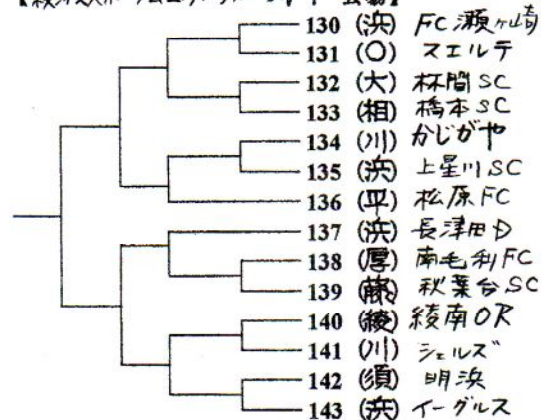 130 (浜) FC瀬ヶ崎
131 (〇) スエルテ
132 (大) 林間SC
133 (相) 橋本SC
134 (川) かじがや
135 (浜) 上星川SC
136 (平) 松原FC
137 (浜) 長津田D
138 (厚) 南毛利FC
139 (藤) 秋葉台SC
140 (綾) 綾南OR
141 (川) シェルズ
142 (須) 明浜
143 (浜) イーグルス